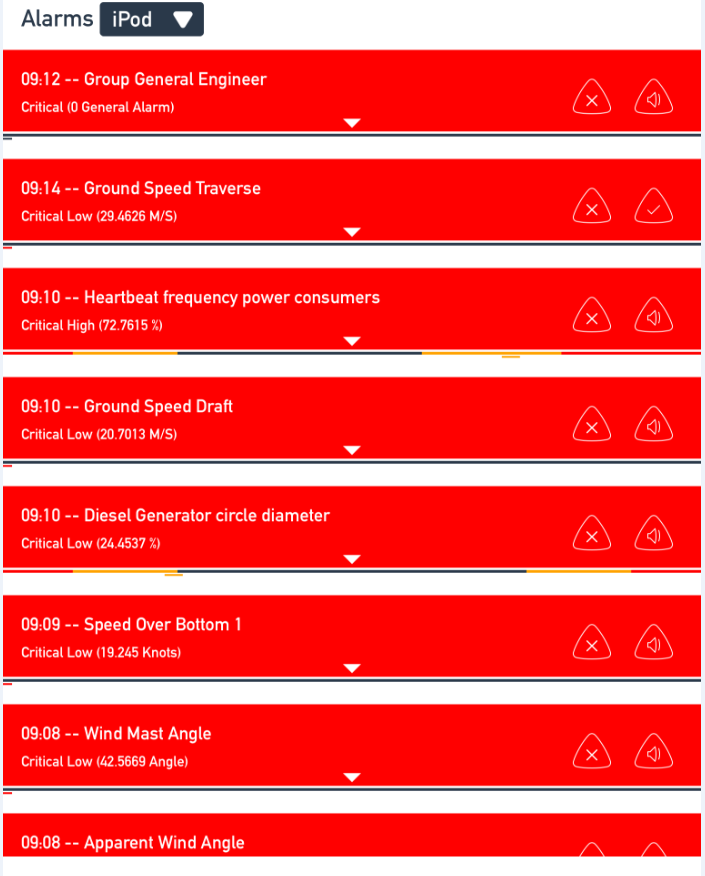 Alarms iPod
09:12 -- Group General Engineer
Critical (0 General Alarm)
09:14 -- Ground Speed Traverse
Critical Low (29.4626 M/S)
09:10 -- Heartbeat frequency power consumers
Critical High (72.7615 %)
09:10 -- Ground Speed Draft
Critical Low (20.7013 M/S)
09:10 -- Diesel Generator circle diameter
Critical Low (24.4537 %)
09:09 -- Speed Over Bottom 1
Critical Low (19.245 Knots)
09:08 -- Wind Mast Angle
Critical Low (42.5669 Angle)
09:08 -- Apparent Wind Angle